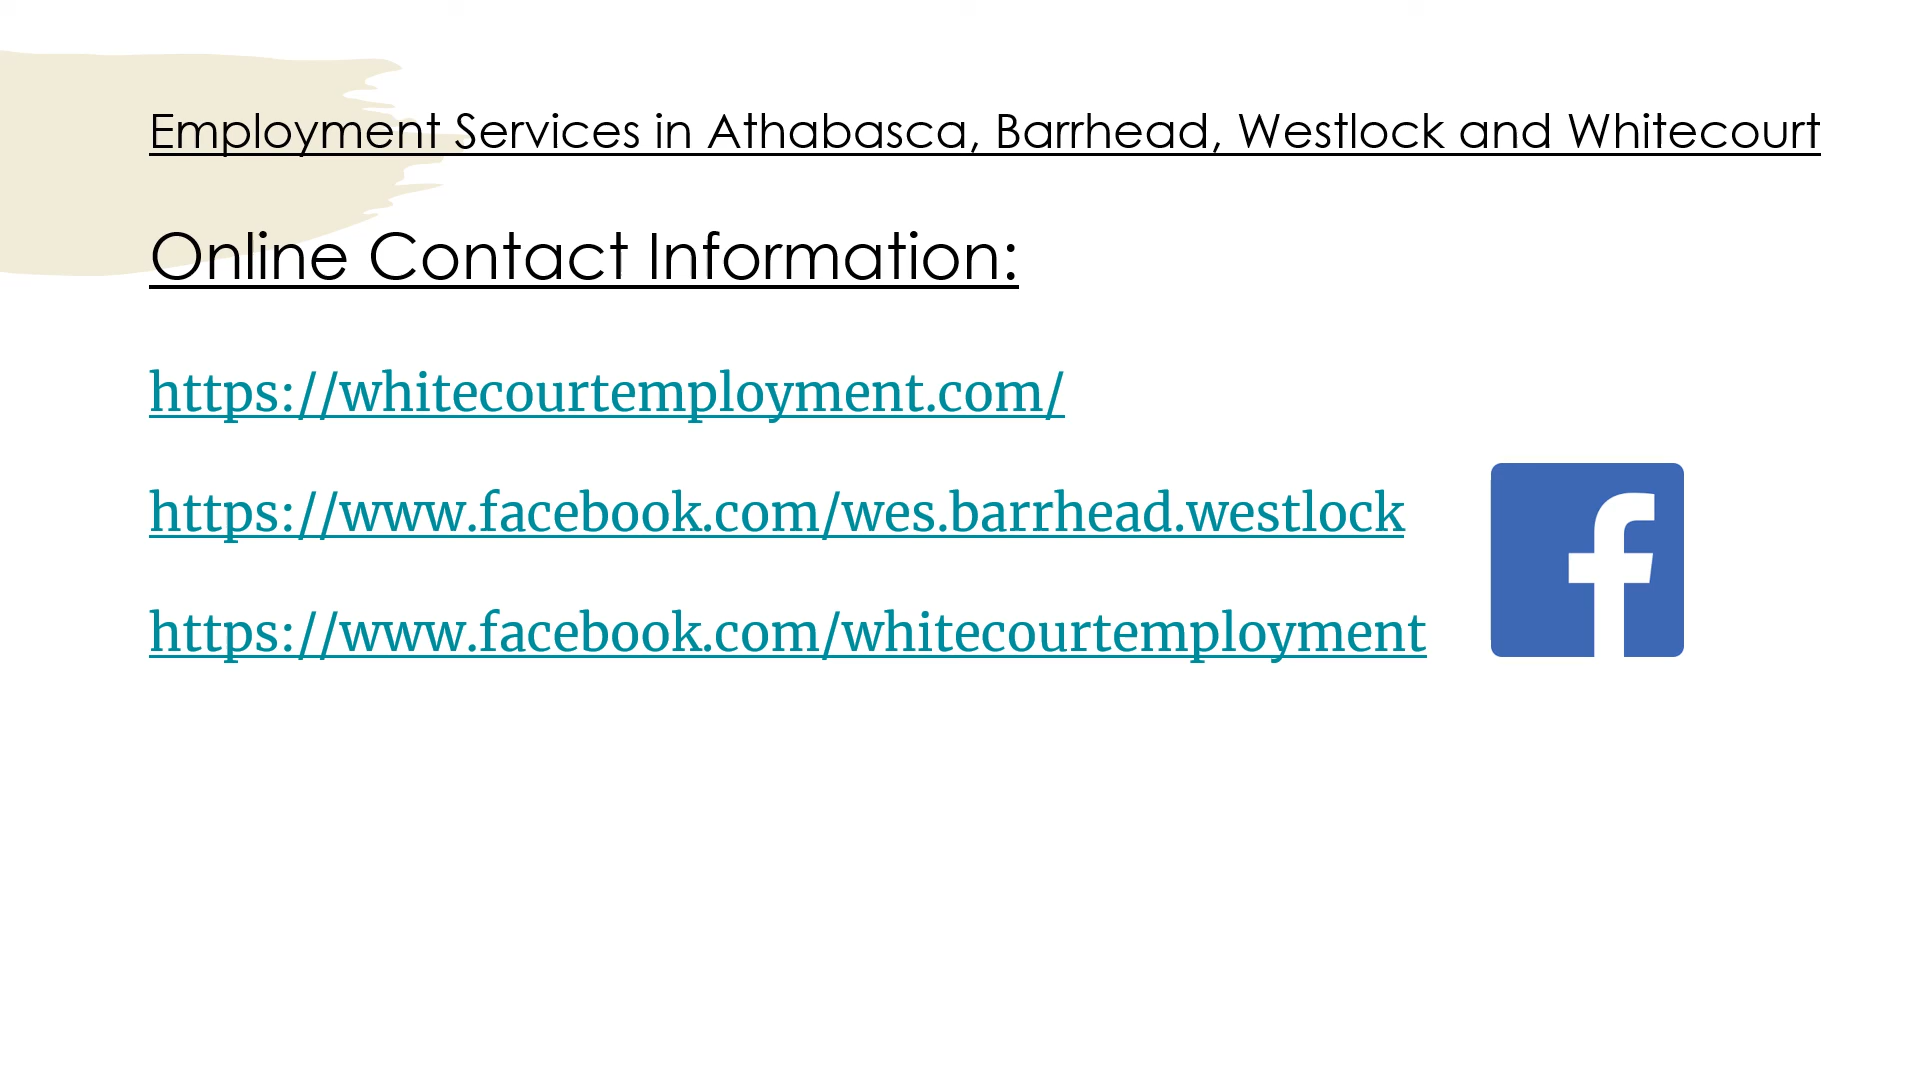 Employment Services in Athabasca, Barrhead, Westlock and Whitecourt
Online Contact Information:
https://whitecourtemployment.com/
https://www.facebook.com/wes.barrhead.westlock
https://www.facebook.com/whitecourtemployment